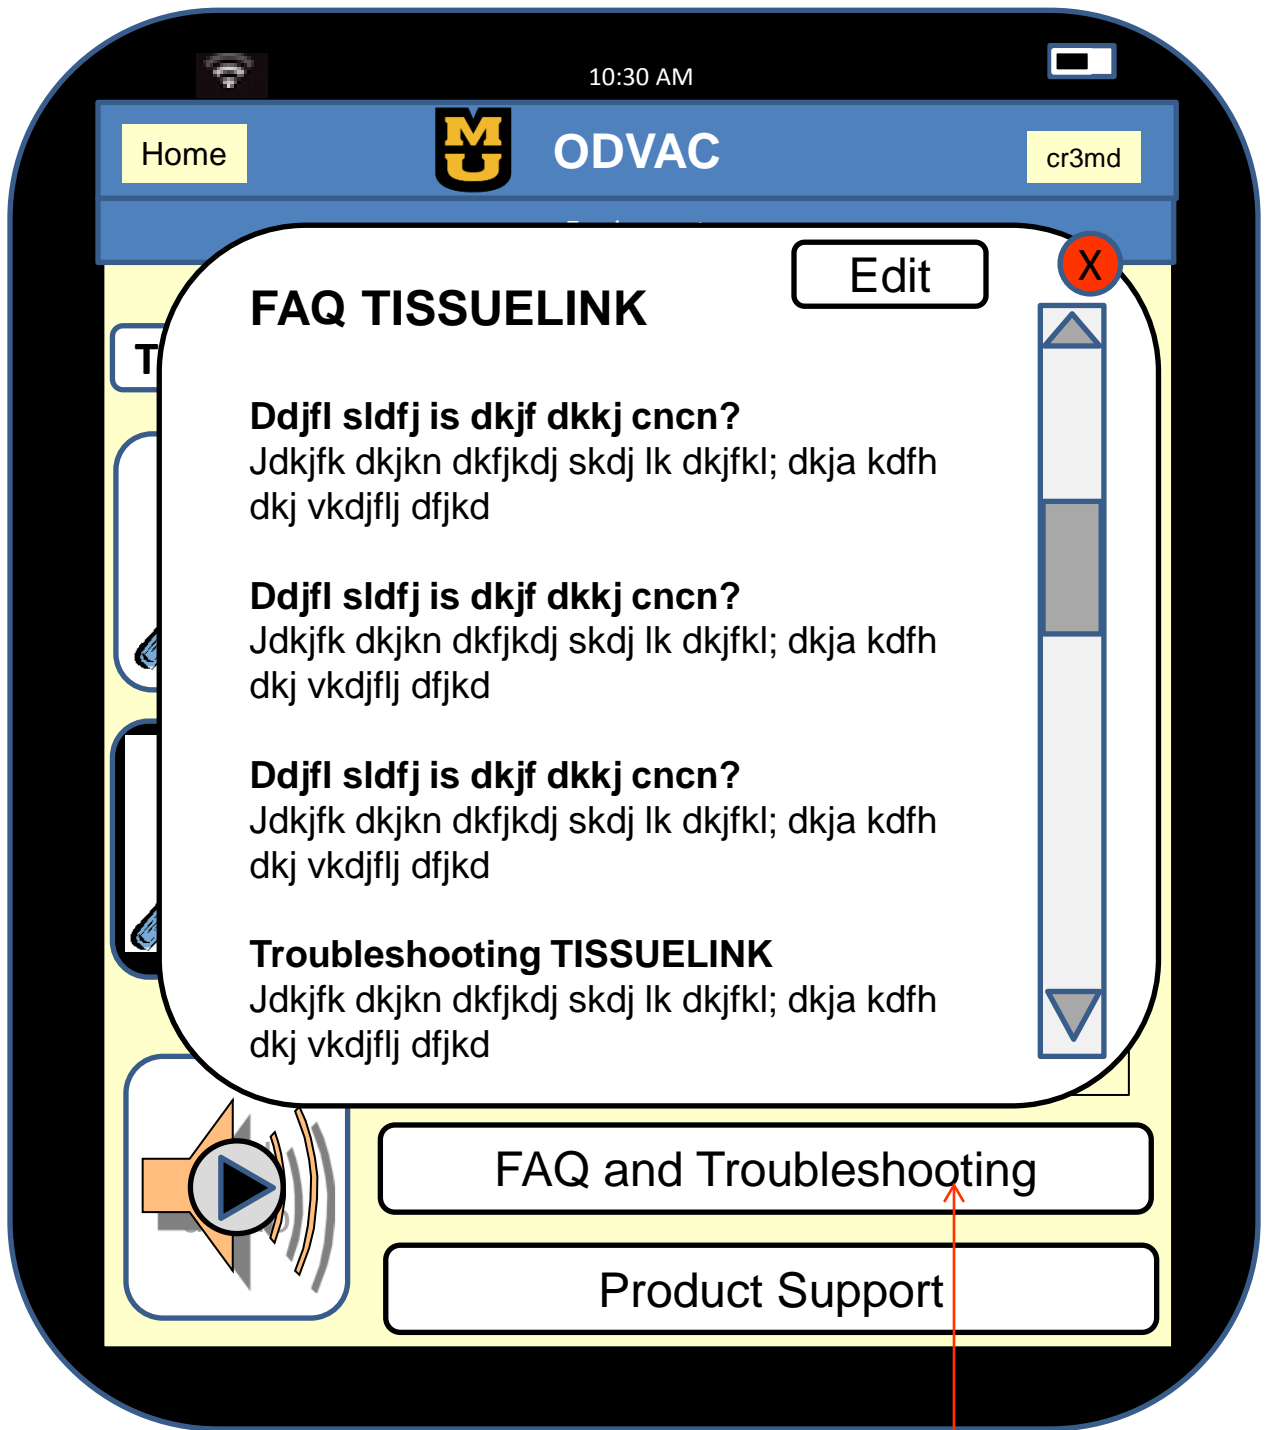 10:30 AM
Home
MU
ODVAC
cr3md
Edit
X
FAQ TISSUELINK
T
Ddjfl sldfj is dkjf dkkj cncn?
Jdkjfk dkjkn dkfjkdj skdj lk dkjfkl; dkja kdfh
dkj vkdjflj dfjkd
Ddjfl sldfj is dkjf dkkj cncn?
Jdkjfk dkjkn dkfjkdj skdj lk dkjfkl; dkja kdfh
dkj vkdjflj dfjkd
Ddjfl sldfj is dkjf dkkj cncn?
Jdkjfk dkjkn dkfjkdj skdj lk dkjfkl; dkja kdfh
dkj vkdjflj dfjkd
Troubleshooting TISSUELINK
Jdkjfk dkjkn dkfjkdj skdj lk dkjfkl; dkja kdfh
dkj vkdjflj dfjkd
FAQ and Troubleshooting
Product Support